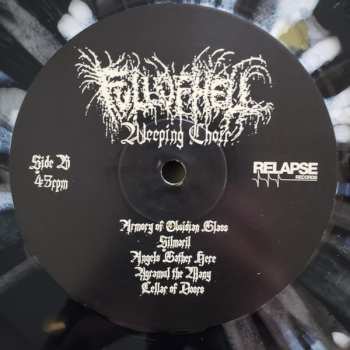 FULL OF HELL
Weeping Choir
Side B
45rpm
RELAPSE
RECORDS
Armory of Obsidian Glass
Silmaril
Angels Gather Here
Ygramul the Many
Cellar of Doors